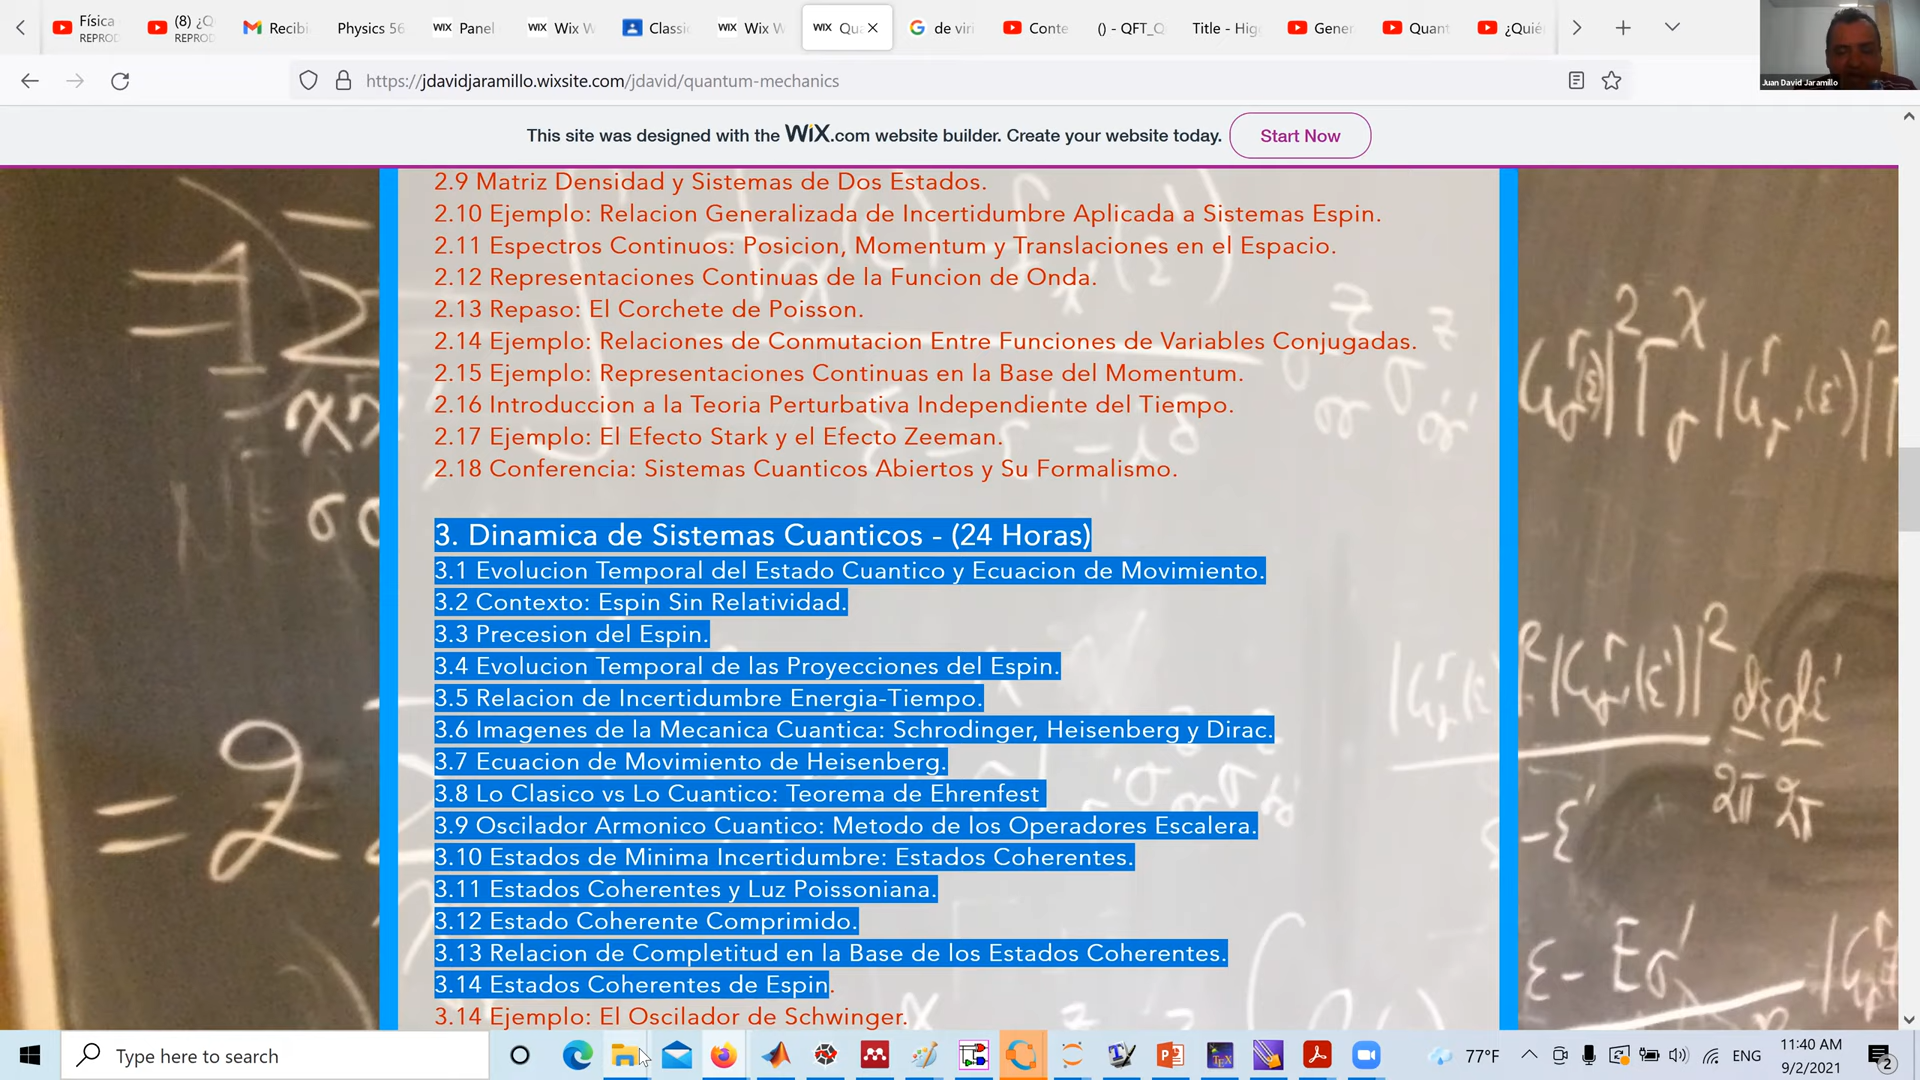 Física
REPROD
(8) ¿Q
REPROD
Recibi
Physics 56
WIX Panel
WIX Wix W
Classi
WIX Wix W
WIX Qu
de viri
Conte
() - QFT_Q
Title - Hig
Gener
Quant
¿Quié
https://jdavidjaramillo.wixsite.com/jdavid/quantum-mechanics
Juan David Jaramillo
This site was designed with the WiX.com website builder. Create your website today.
Start Now
2.9 Matriz Densidad y Sistemas de Dos Estados.
2.10 Ejemplo: Relacion Generalizada de Incertidumbre Aplicada a Sistemas Espin.
2.11 Espectros Continuos: Posicion, Momentum y Translaciones en el Espacio.
2.12 Representaciones Continuas de la Funcion de Onda.
2.13 Repaso: El Corchete de Poisson.
2.14 Ejemplo: Relaciones de Conmutacion Entre Funciones de Variables Conjugadas.
2.15 Ejemplo: Representaciones Continuas en la Base del Momentum.
2.16 Introduccion a la Teoria Perturbativa Independiente del Tiempo.
2.17 Ejemplo: El Efecto Stark y el Efecto Zeeman.
2.18 Conferencia: Sistemas Cuanticos Abiertos y Su Formalismo.
3. Dinamica de Sistemas Cuanticos - (24 Horas)
3.1 Evolucion Temporal del Estado Cuantico y Ecuacion de Movimiento.
3.2 Contexto: Espin Sin Relatividad.
3.3 Precesion del Espin.
3.4 Evolucion Temporal de las Proyecciones del Espin.
3.5 Relacion de Incertidumbre Energia-Tiempo.
3.6 Imagenes de la Mecanica Cuantica: Schrodinger, Heisenberg y Dirac.
3.7 Ecuacion de Movimiento de Heisenberg.
3.8 Lo Clasico vs Lo Cuantico: Teorema de Ehrenfest
3.9 Oscilador Armonico Cuantico: Metodo de los Operadores Escalera.
3.10 Estados de Minima Incertidumbre: Estados Coherentes.
3.11 Estados Coherentes y Luz Poissoniana.
3.12 Estado Coherente Comprimido.
3.13 Relacion de Completitud en la Base de los Estados Coherentes.
3.14 Estados Coherentes de Espin.
3.14 Ejemplo: El Oscilador de Schwinger.
Type here to search
77°F
ENG
11:40 AM
9/2/2021
2